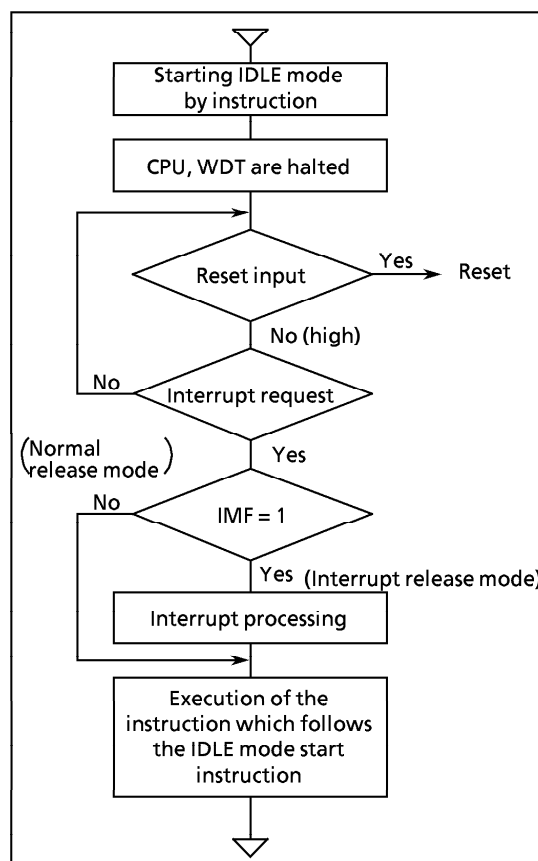 Starting IDLE mode
by instruction
CPU, WDT are halted
Reset input
Yes
Reset
No (high)
No
Interrupt request
(Normal
release mode)
Yes
No
IMF = 1
Yes
(Interrupt release mode)
Interrupt processing
Execution of the
instruction which follows
the IDLE mode start
instruction